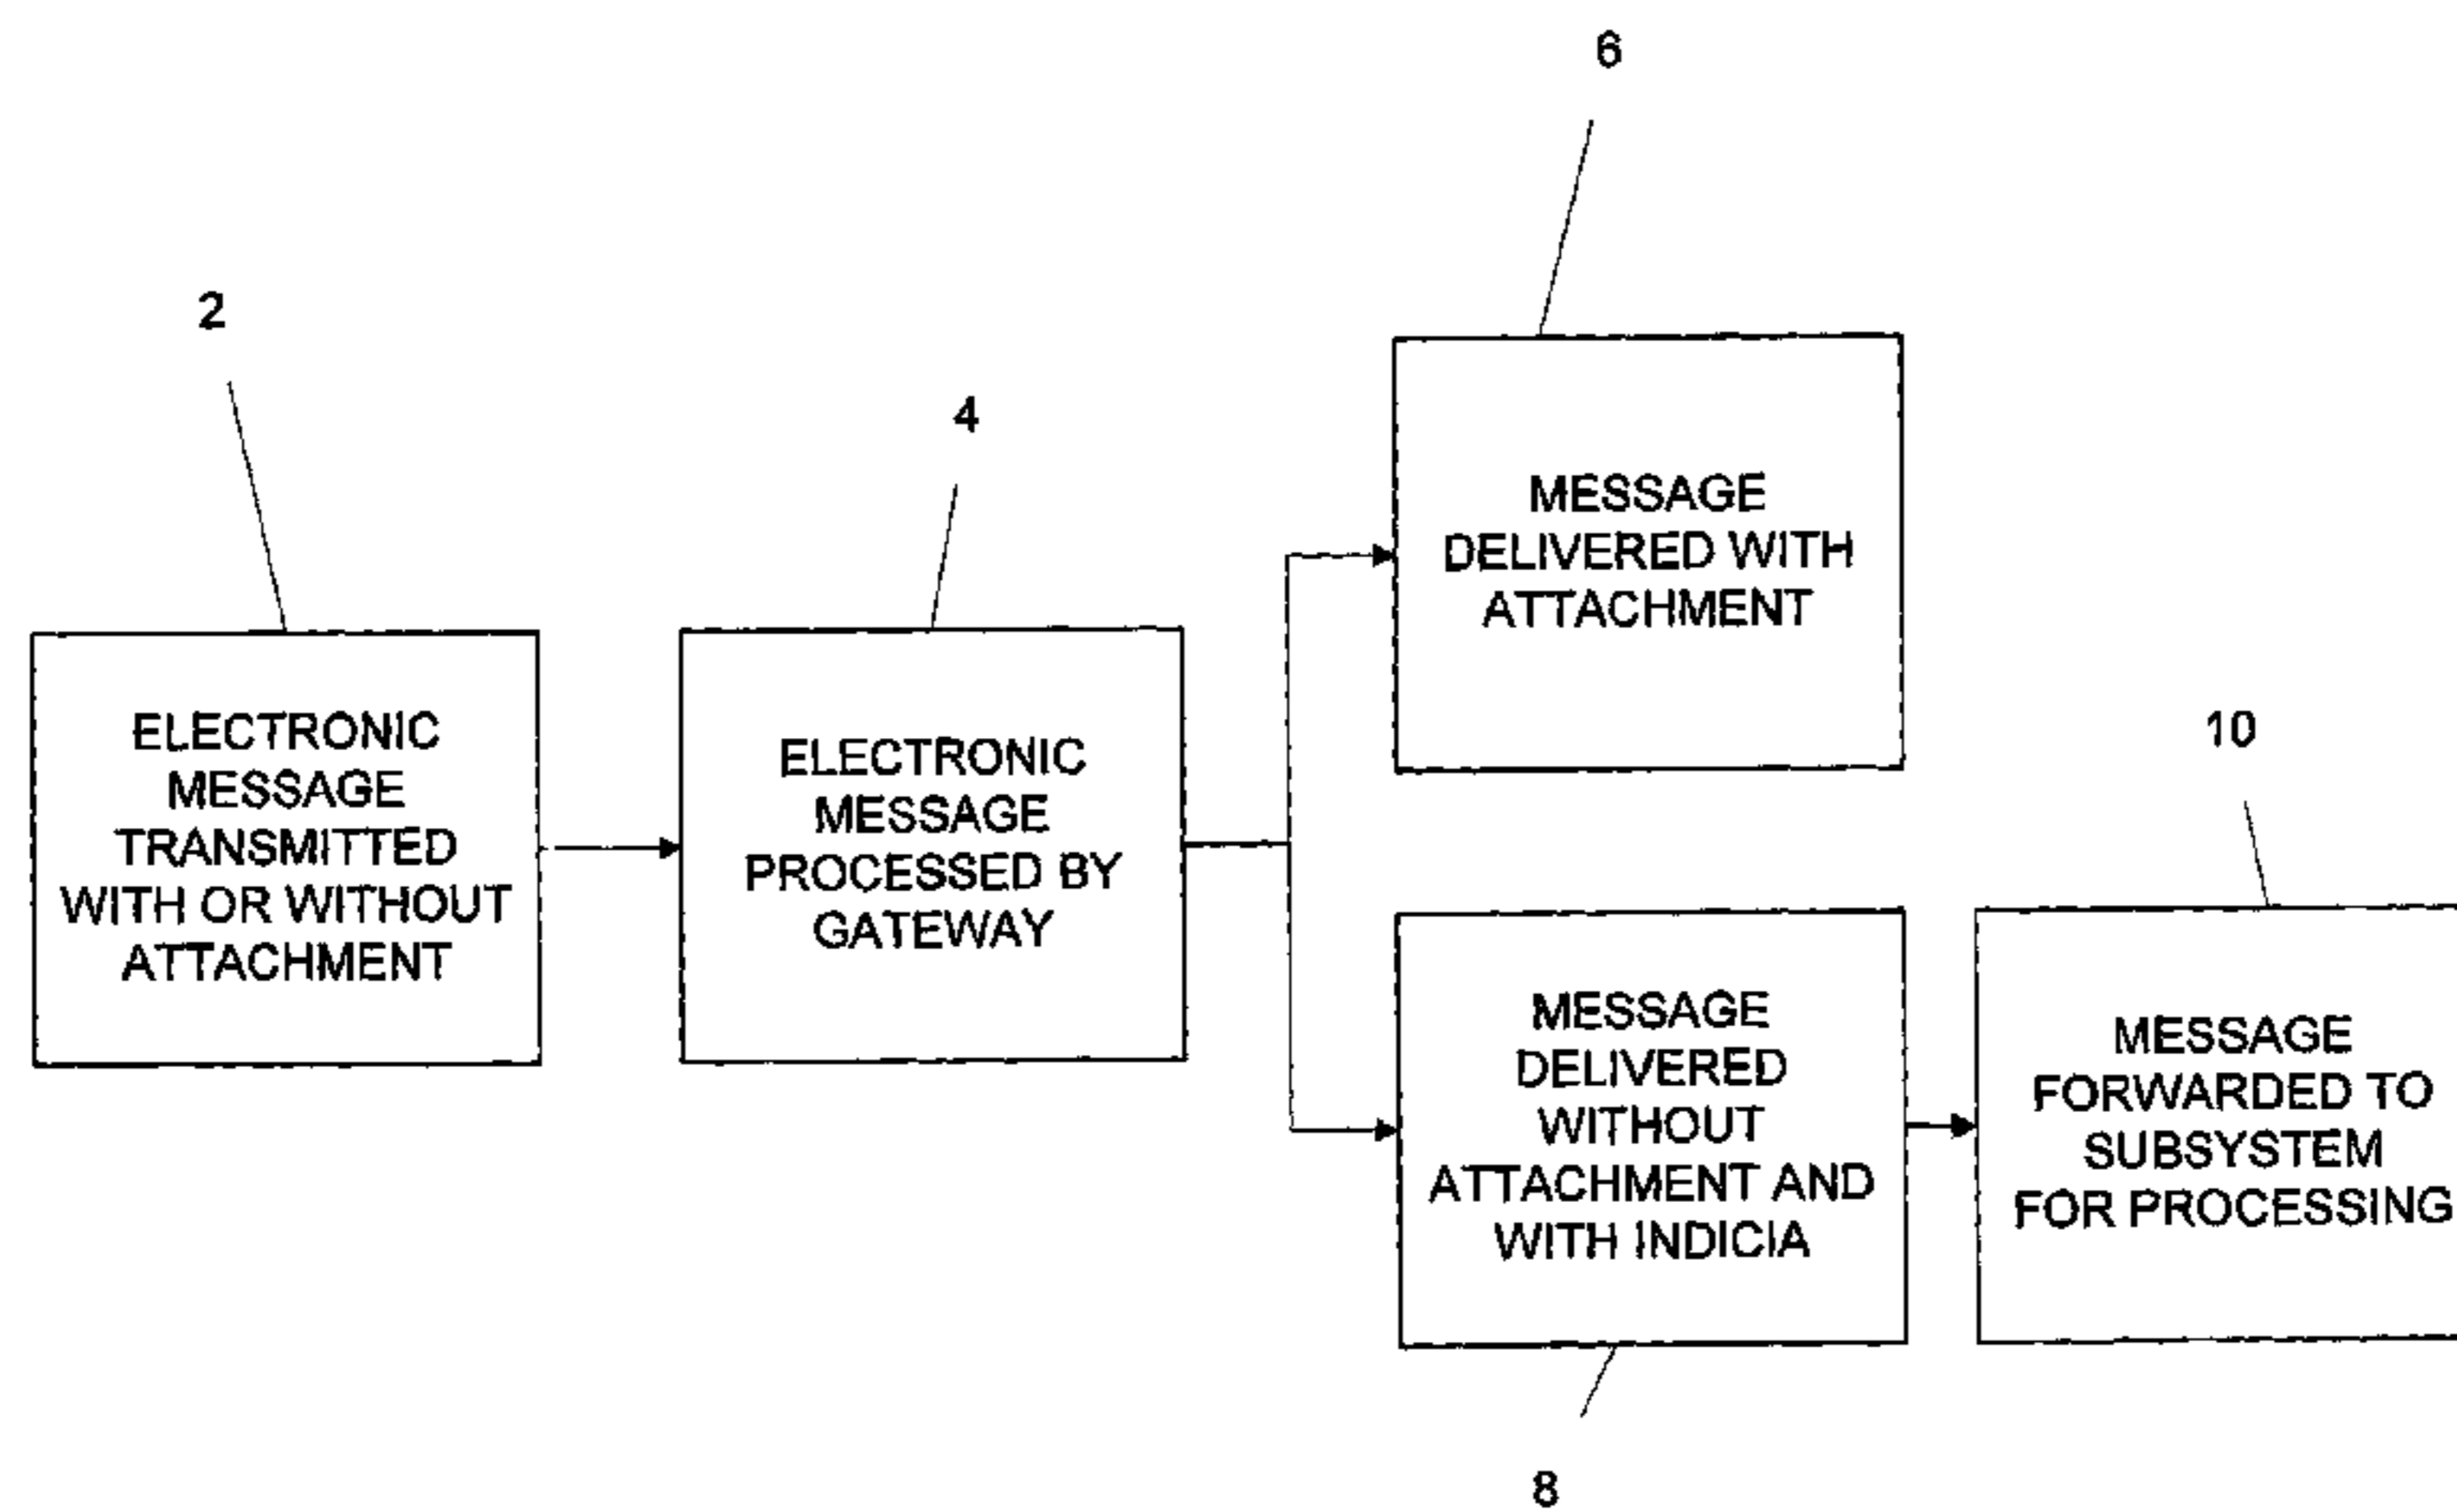 6
2
4
MESSAGE
DELIVERED WITH
ATTACHMENT
ELECTRONIC
MESSAGE
TRANSMITTED
WITH OR WITHOUT
ATTACHMENT
ELECTRONIC
MESSAGE
PROCESSED BY
GATEWAY
10
MESSAGE
DELIVERED
WITHOUT
ATTACHMENT AND
WITH INDICIA
MESSAGE
FORWARDED TO
SUBSYSTEM
FOR PROCESSING
8